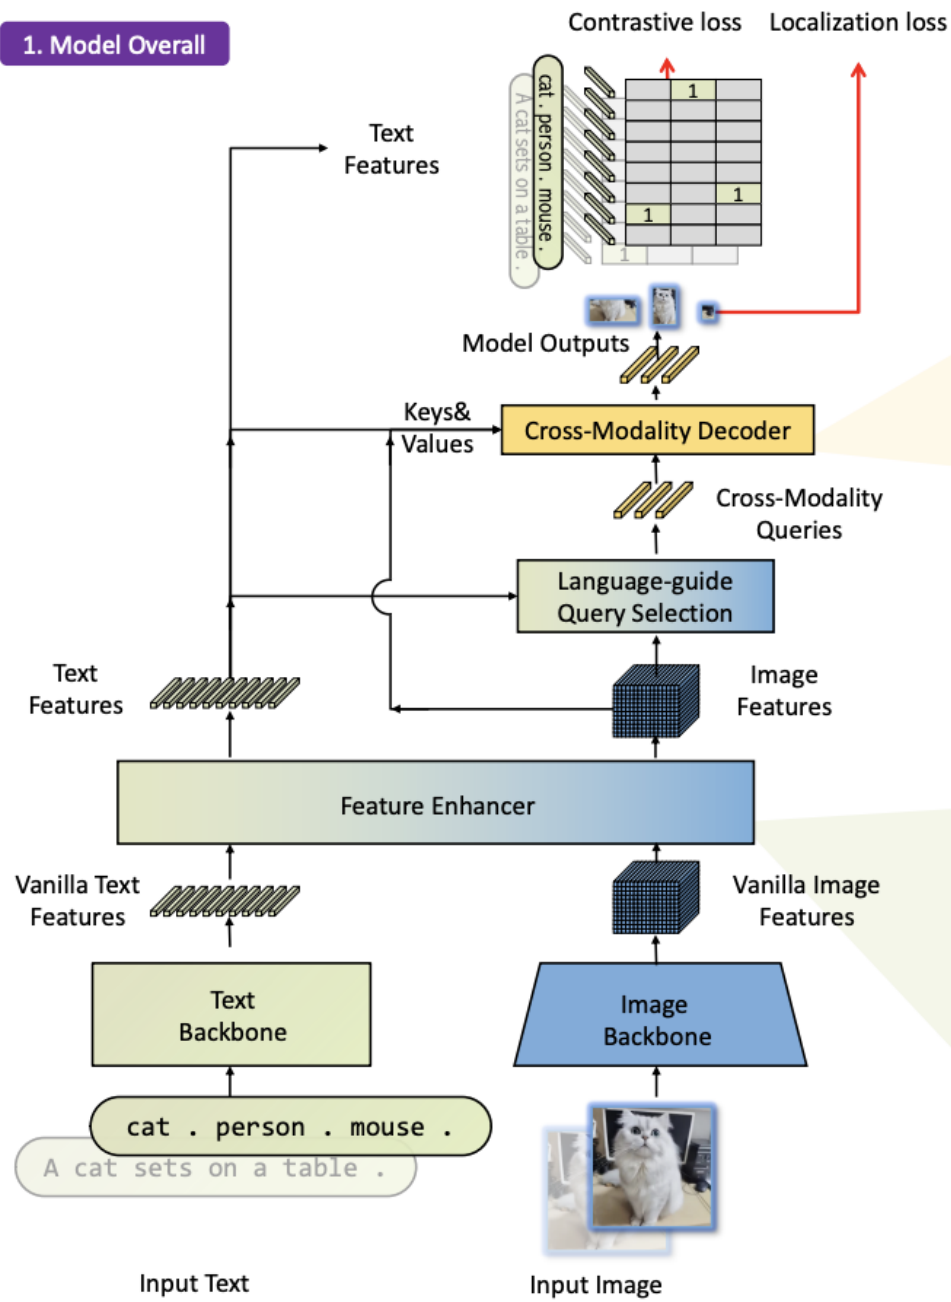 1. Model Overall
Contrastive loss
Localization loss
Text
Features
cat . person . mouse .
A cat sets on a table .
1
1
1
1
Model Outputs
Keys&
Values
Cross-Modality Decoder
Cross-Modality
Queries
Language-guide
Query Selection
Text
Features
Image
Features
Feature Enhancer
Vanilla Text
Features
Vanilla Image
Features
Text
Backbone
Image
Backbone
cat . person . mouse .
A cat sets on a table .
Input Text
Input Image